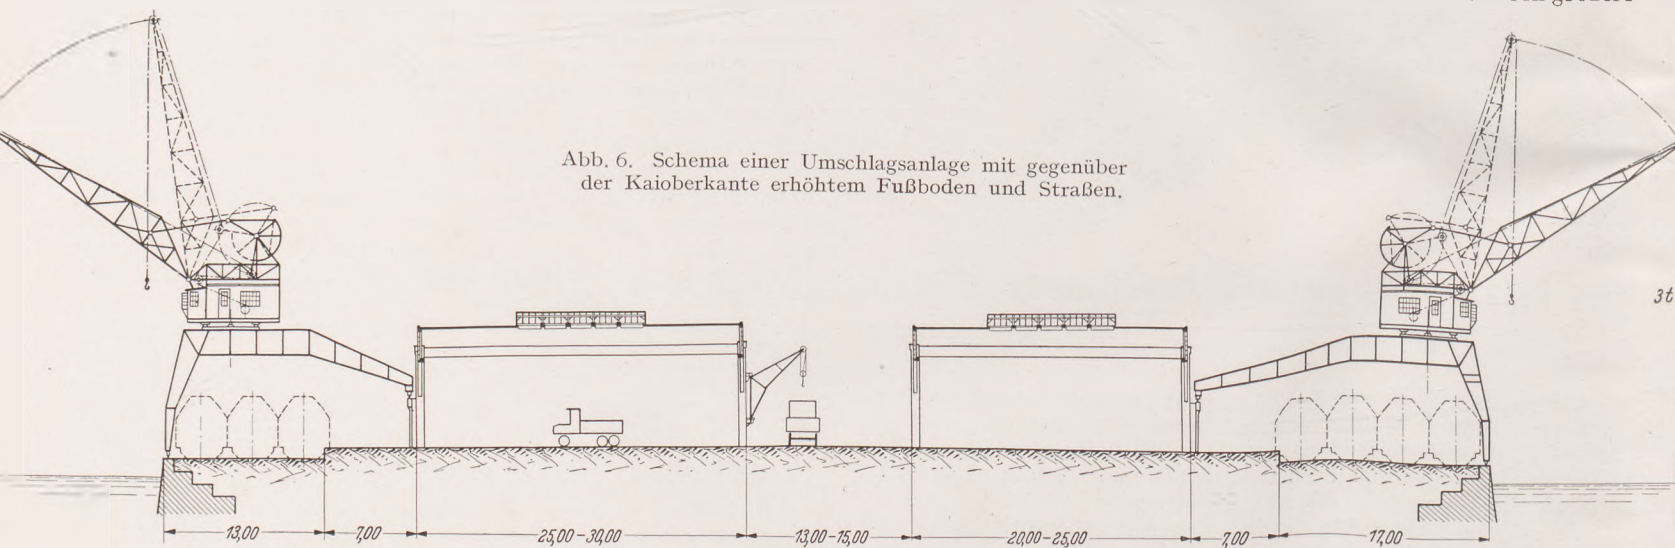 Abb. 6. Schema einer Umschlagsanlage mit gegenüber
der Kaioberkante erhöhtem Fußboden und Straßen.
3t
13,00 7,00 25,00-30,00 13,00-15,00 20,00-25,00 7,00 17,00